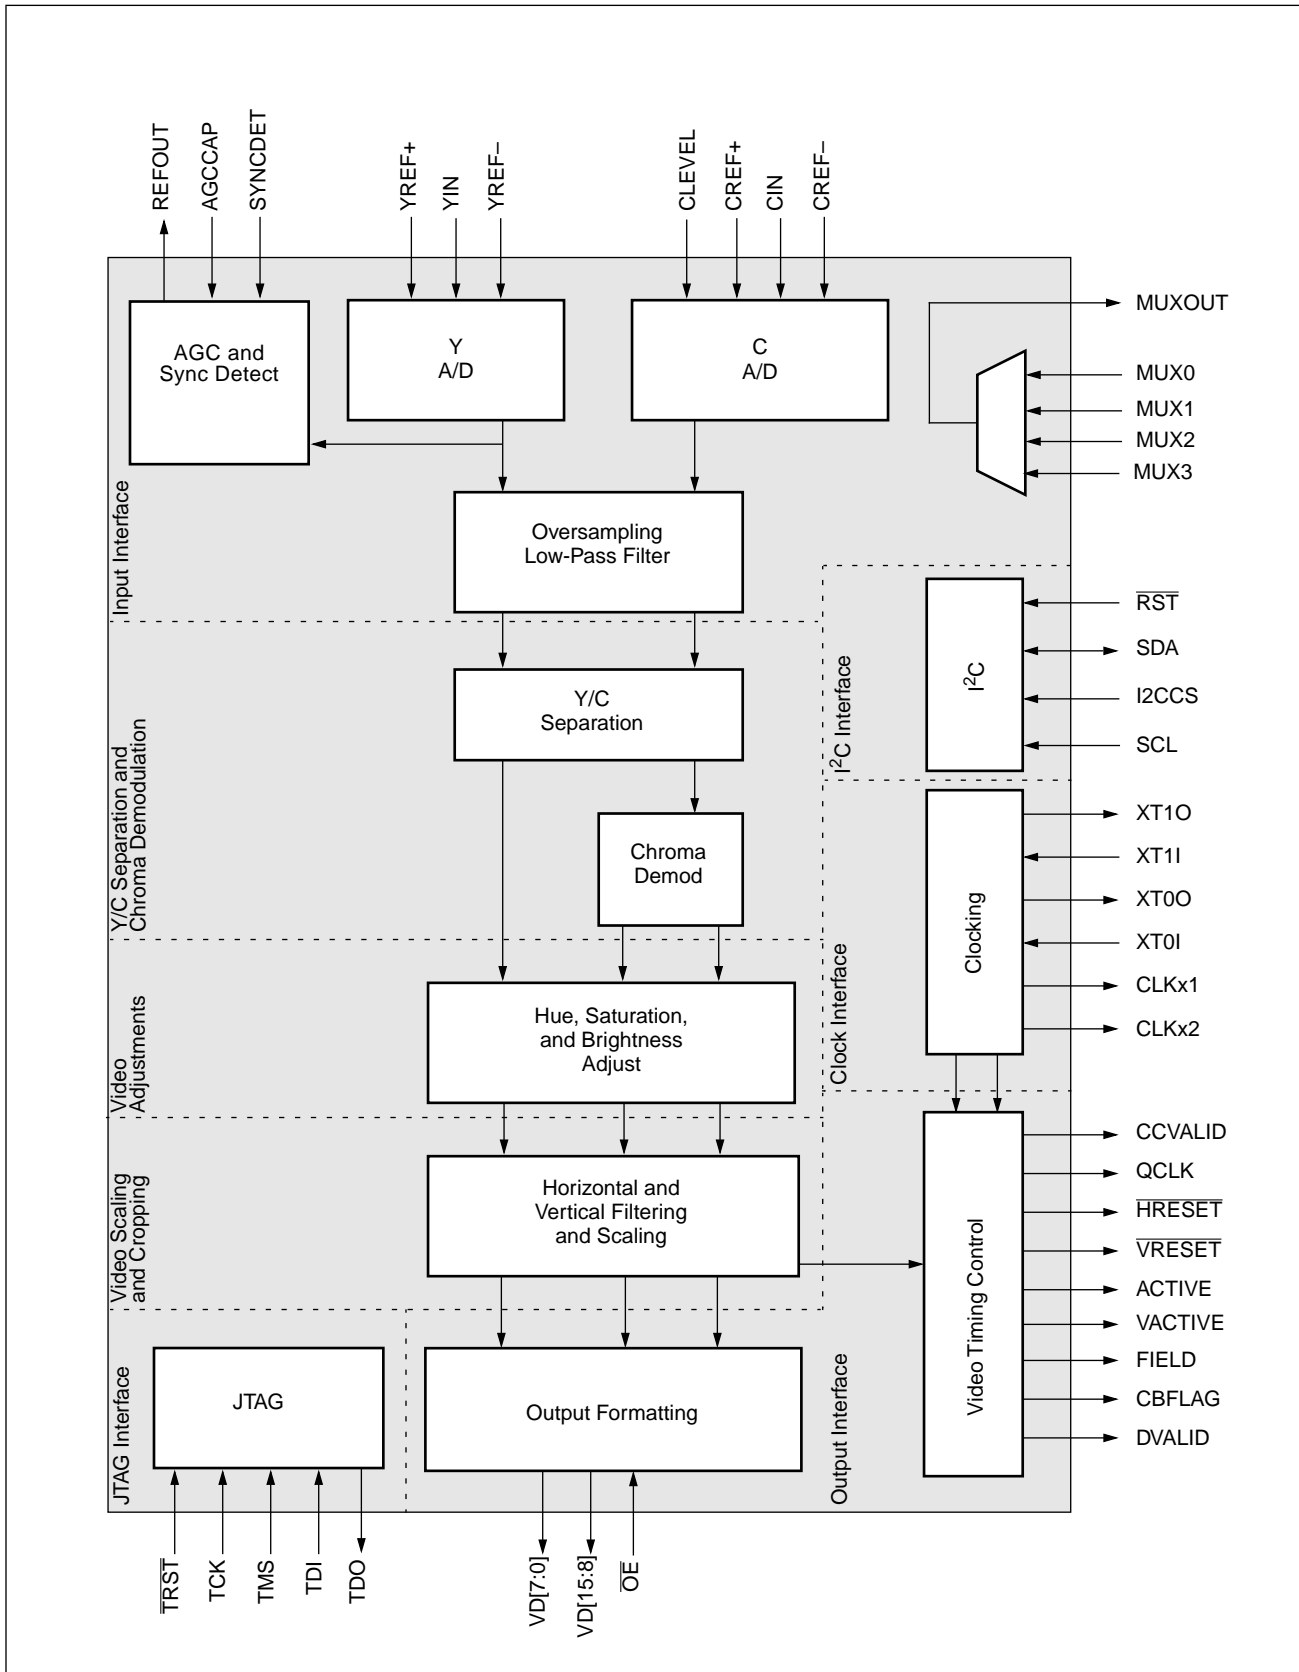 REFOUT
AGCCAP
SYNCDET
YREF+
YIN
YREF–
CLEVEL
CREF+
CIN
CREF–
AGC and
Sync Detect
Y
A/D
C
A/D
MUXOUT
MUX0
MUX1
MUX2
MUX3
Input Interface
Oversampling
Low-Pass Filter
Y/C Separation and
Chroma Demodulation
Y/C
Separation
Chroma
Demod
I²C Interface
I²C
RST
SDA
I2CCS
SCL
Clock Interface
Clocking
XT1O
XT1I
XT0O
XT0I
CLKx1
CLKx2
Video
Adjustments
Hue, Saturation,
and Brightness
Adjust
Video Scaling
and Cropping
Horizontal and
Vertical Filtering
and Scaling
Output Interface
Video Timing Control
CCVALID
QCLK
HRESET
VRESET
ACTIVE
VACTIVE
FIELD
CBFLAG
DVALID
JTAG Interface
JTAG
Output Formatting
TRST
TCK
TMS
TDI
TDO
VD[7:0]
VD[15:8]
OE